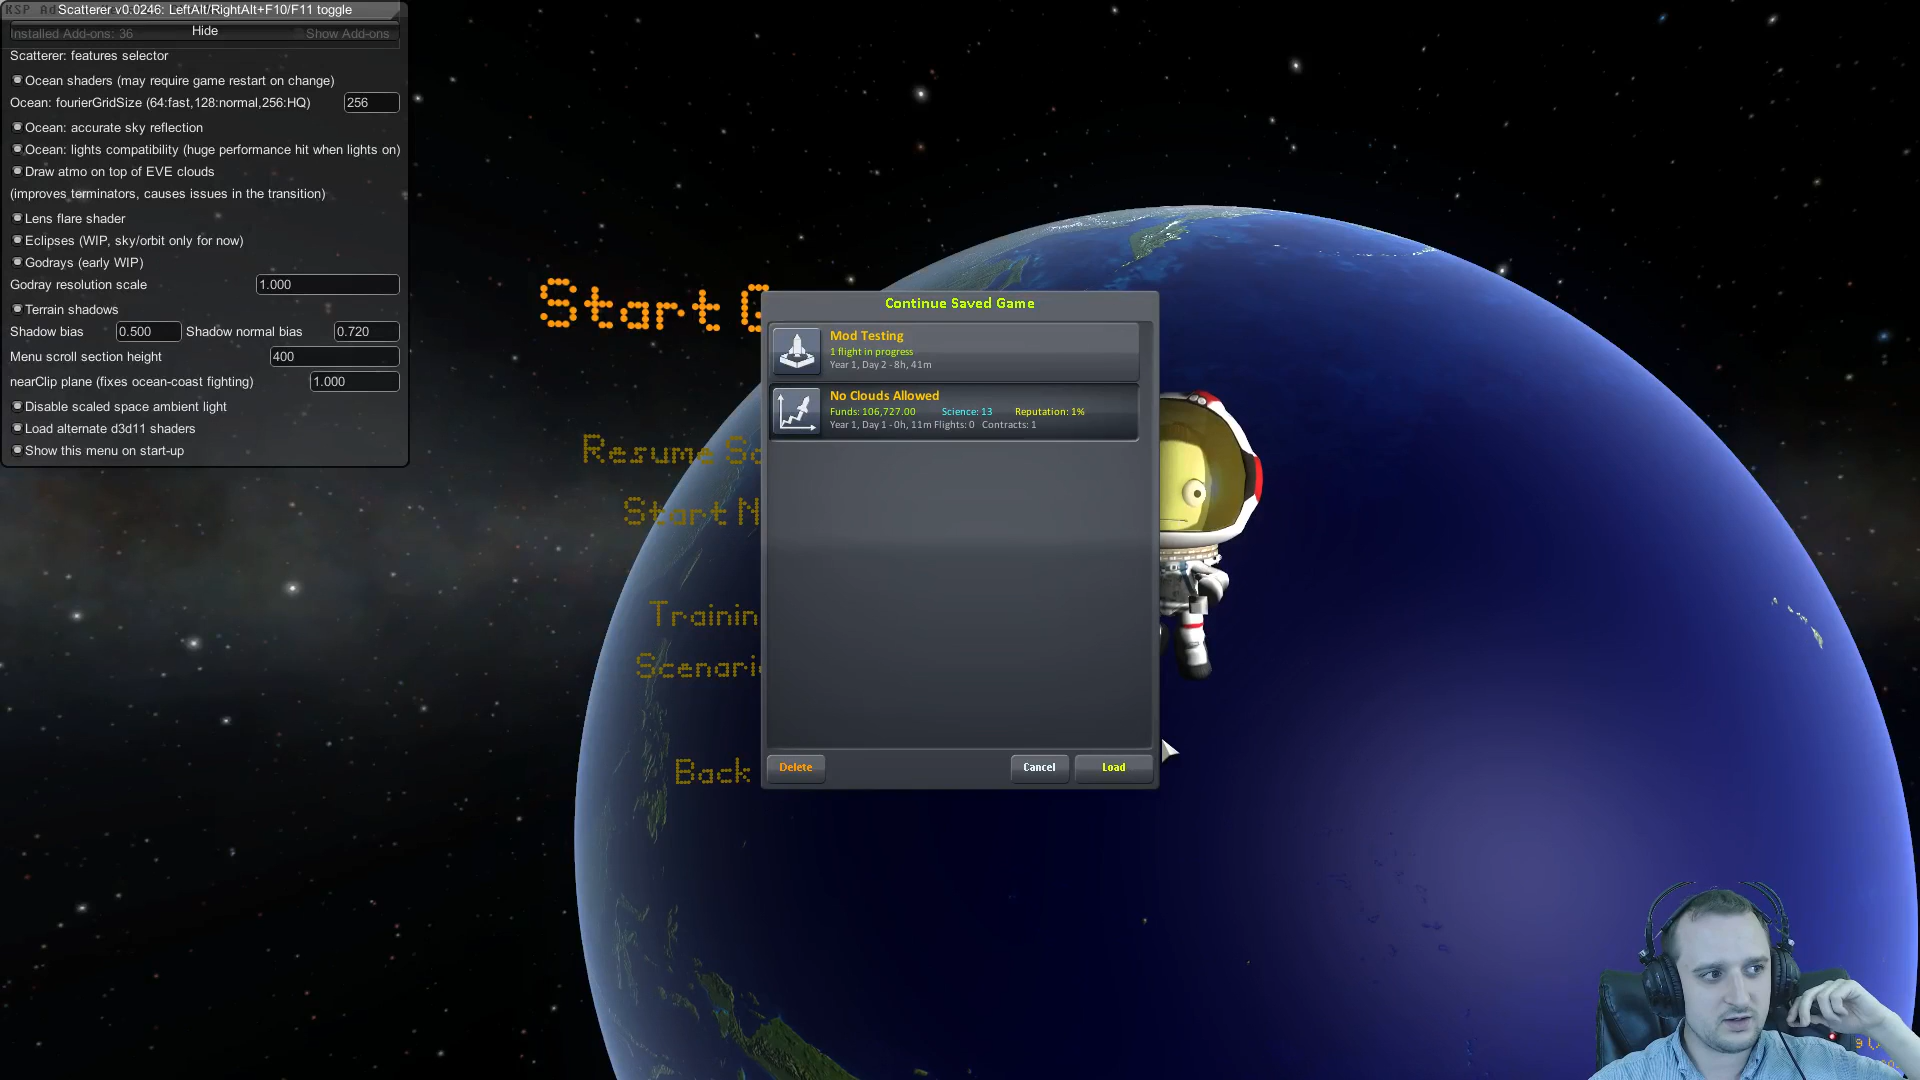 KSP Ad
Scatterer v0.0246: LeftAlt/RightAlt+F10/F11 toggle
Installed Add-ons: 36
Hide
Show Add-ons
Scatterer: features selector
Ocean shaders (may require game restart on change)
Ocean: fourierGridSize (64:fast,128:normal,256:HQ)
256
Ocean: accurate sky reflection
Ocean: lights compatibility (huge performance hit when lights on)
Draw atmo on top of EVE clouds
(improves terminators, causes issues in the transition)
Lens flare shader
Eclipses (WIP, sky/orbit only for now)
Godrays (early WIP)
Godray resolution scale
1.000
Terrain shadows
Shadow bias
0.500
Shadow normal bias
0.720
Menu scroll section height
400
nearClip plane (fixes ocean-coast fighting)
1.000
Disable scaled space ambient light
Load alternate d3d11 shaders
Show this menu on start-up
Start G
Resume Sa
Start N
Trainin
Scenari
Back
Continue Saved Game
Mod Testing
1 flight in progress
Year 1, Day 2 - 8h, 41m
No Clouds Allowed
Funds: 106,727.00 Science: 13 Reputation: 1%
Year 1, Day 1 - 0h, 11m Flights: 0 Contracts: 1
Delete
Cancel
Load